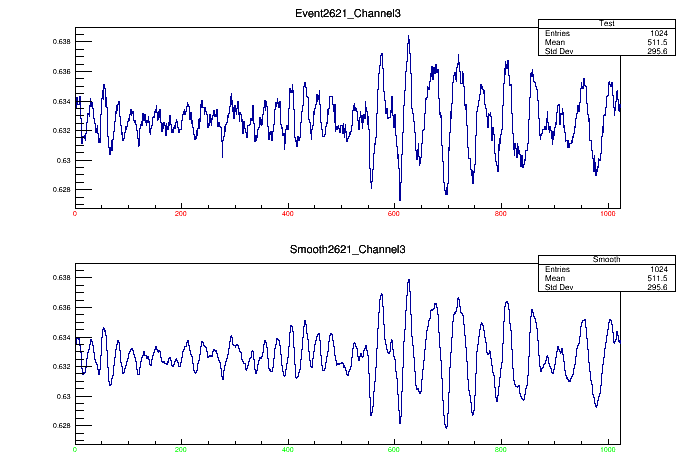 Event2621_Channel3
Test
Entries 1024
Mean 511.5
Std Dev 295.6
0.638
0.636
0.634
0.632
0.63
0.628
0 200 400 600 800 1000
Smooth2621_Channel3
Smooth
Entries 1024
Mean 511.5
Std Dev 295.6
0.638
0.636
0.634
0.632
0.63
0.628
0 200 400 600 800 1000